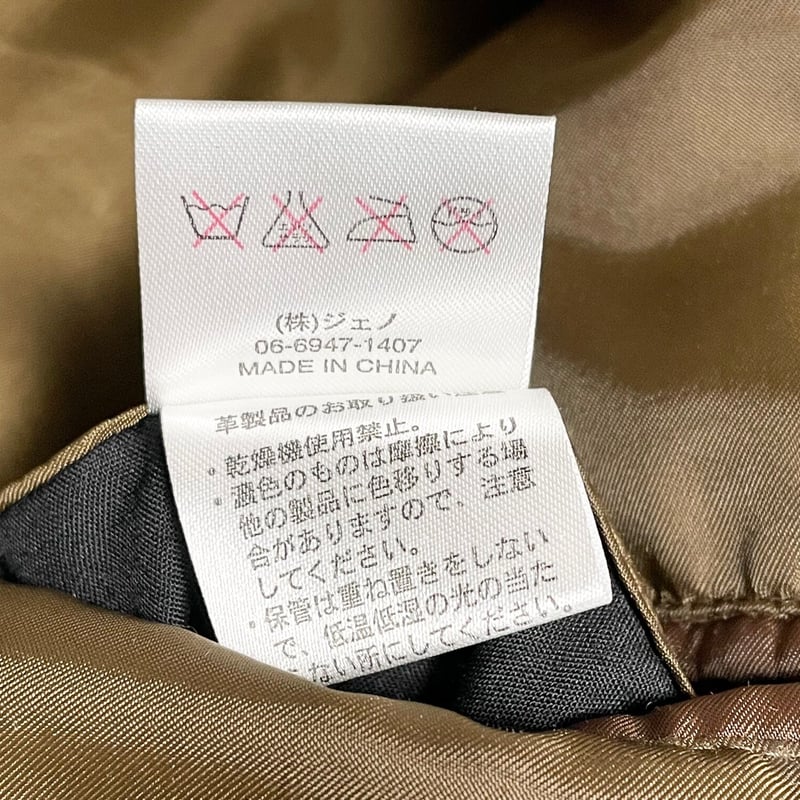 (株)ジェノ
06-6947-1407
MADE IN CHINA
革製品のお取り扱い注意
・乾燥機使用禁止。
・濃色のものは摩擦により
他の製品に色移りする場
合がありますので、注意
してください。
・保管は重ね置きをしない
で、低温低湿の光の当た
らない所にしてください。